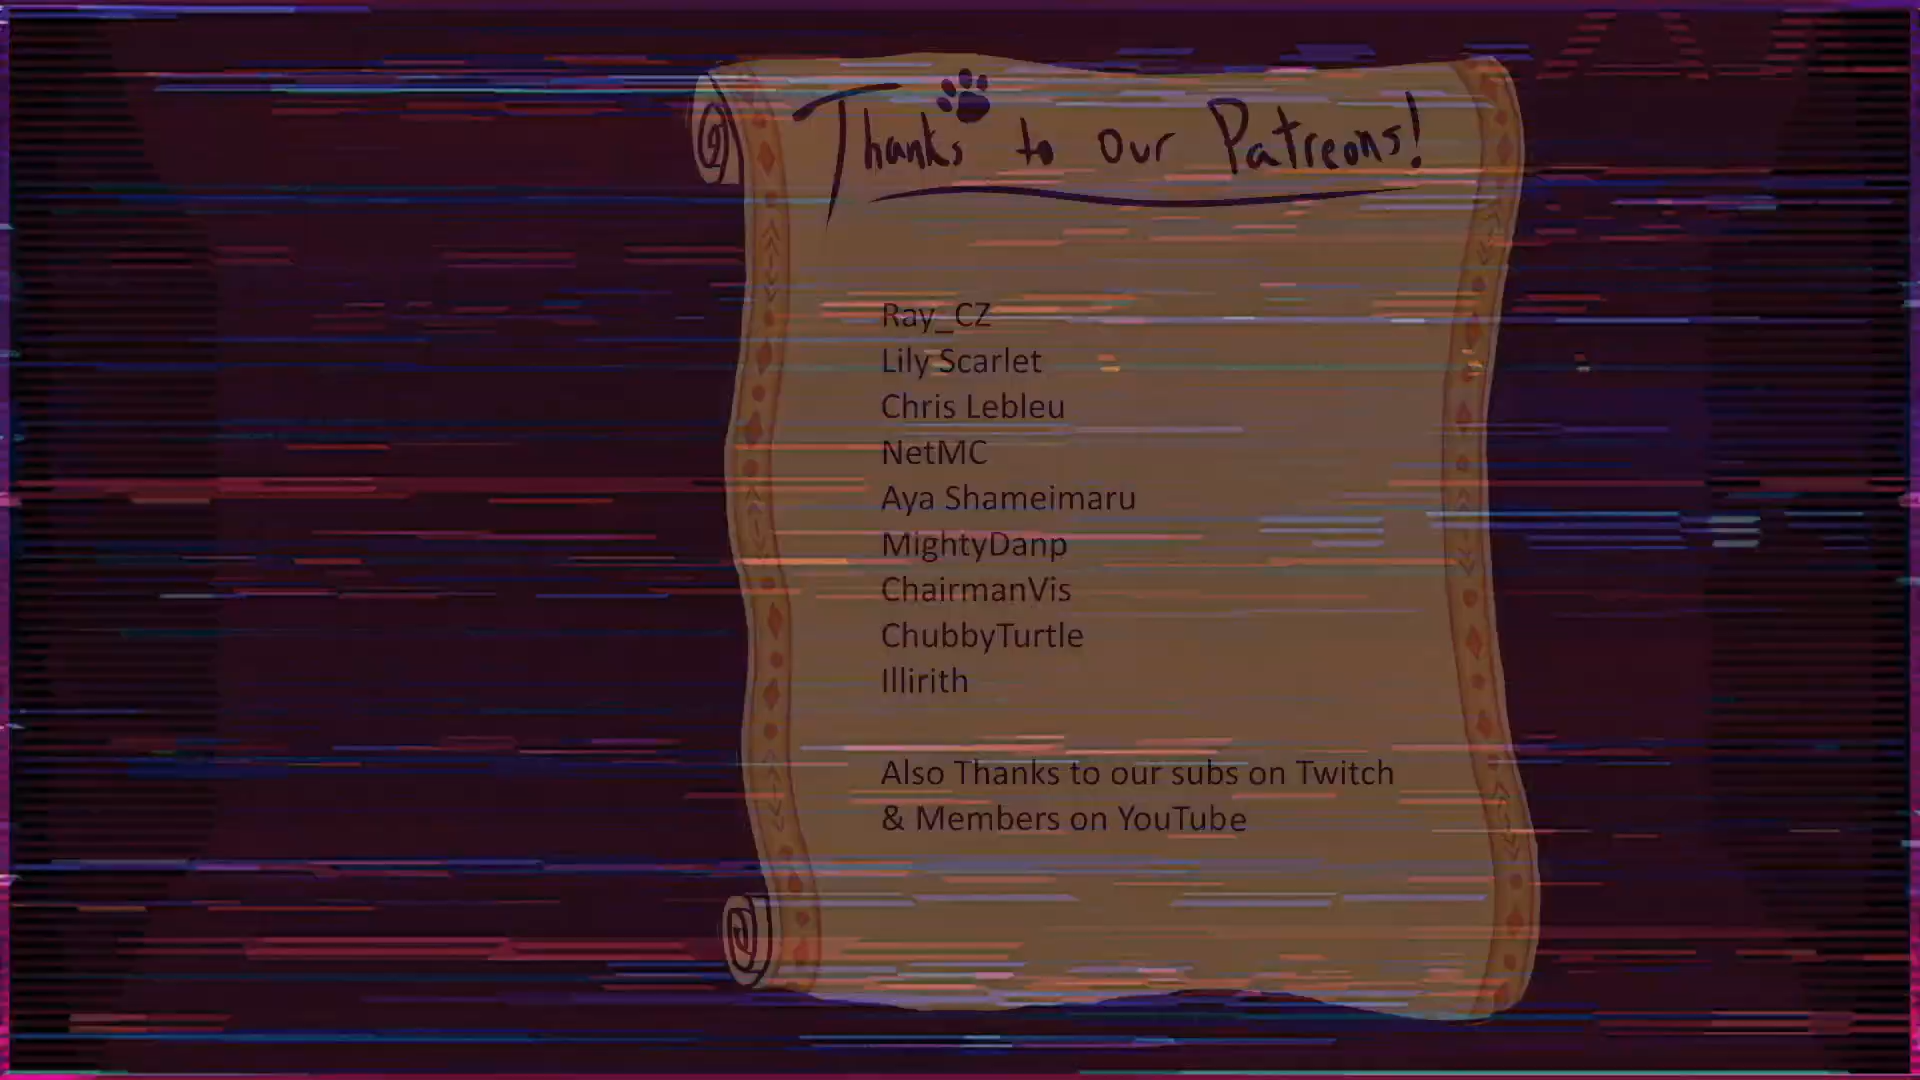 Thanks to our Patreons!
Ray_CZ
Lily Scarlet
Chris Lebleu
NetMC
Aya Shameimaru
MightyDanp
ChairmanVis
ChubbyTurtle
Illirith
Also Thanks to our subs on Twitch
& Members on YouTube